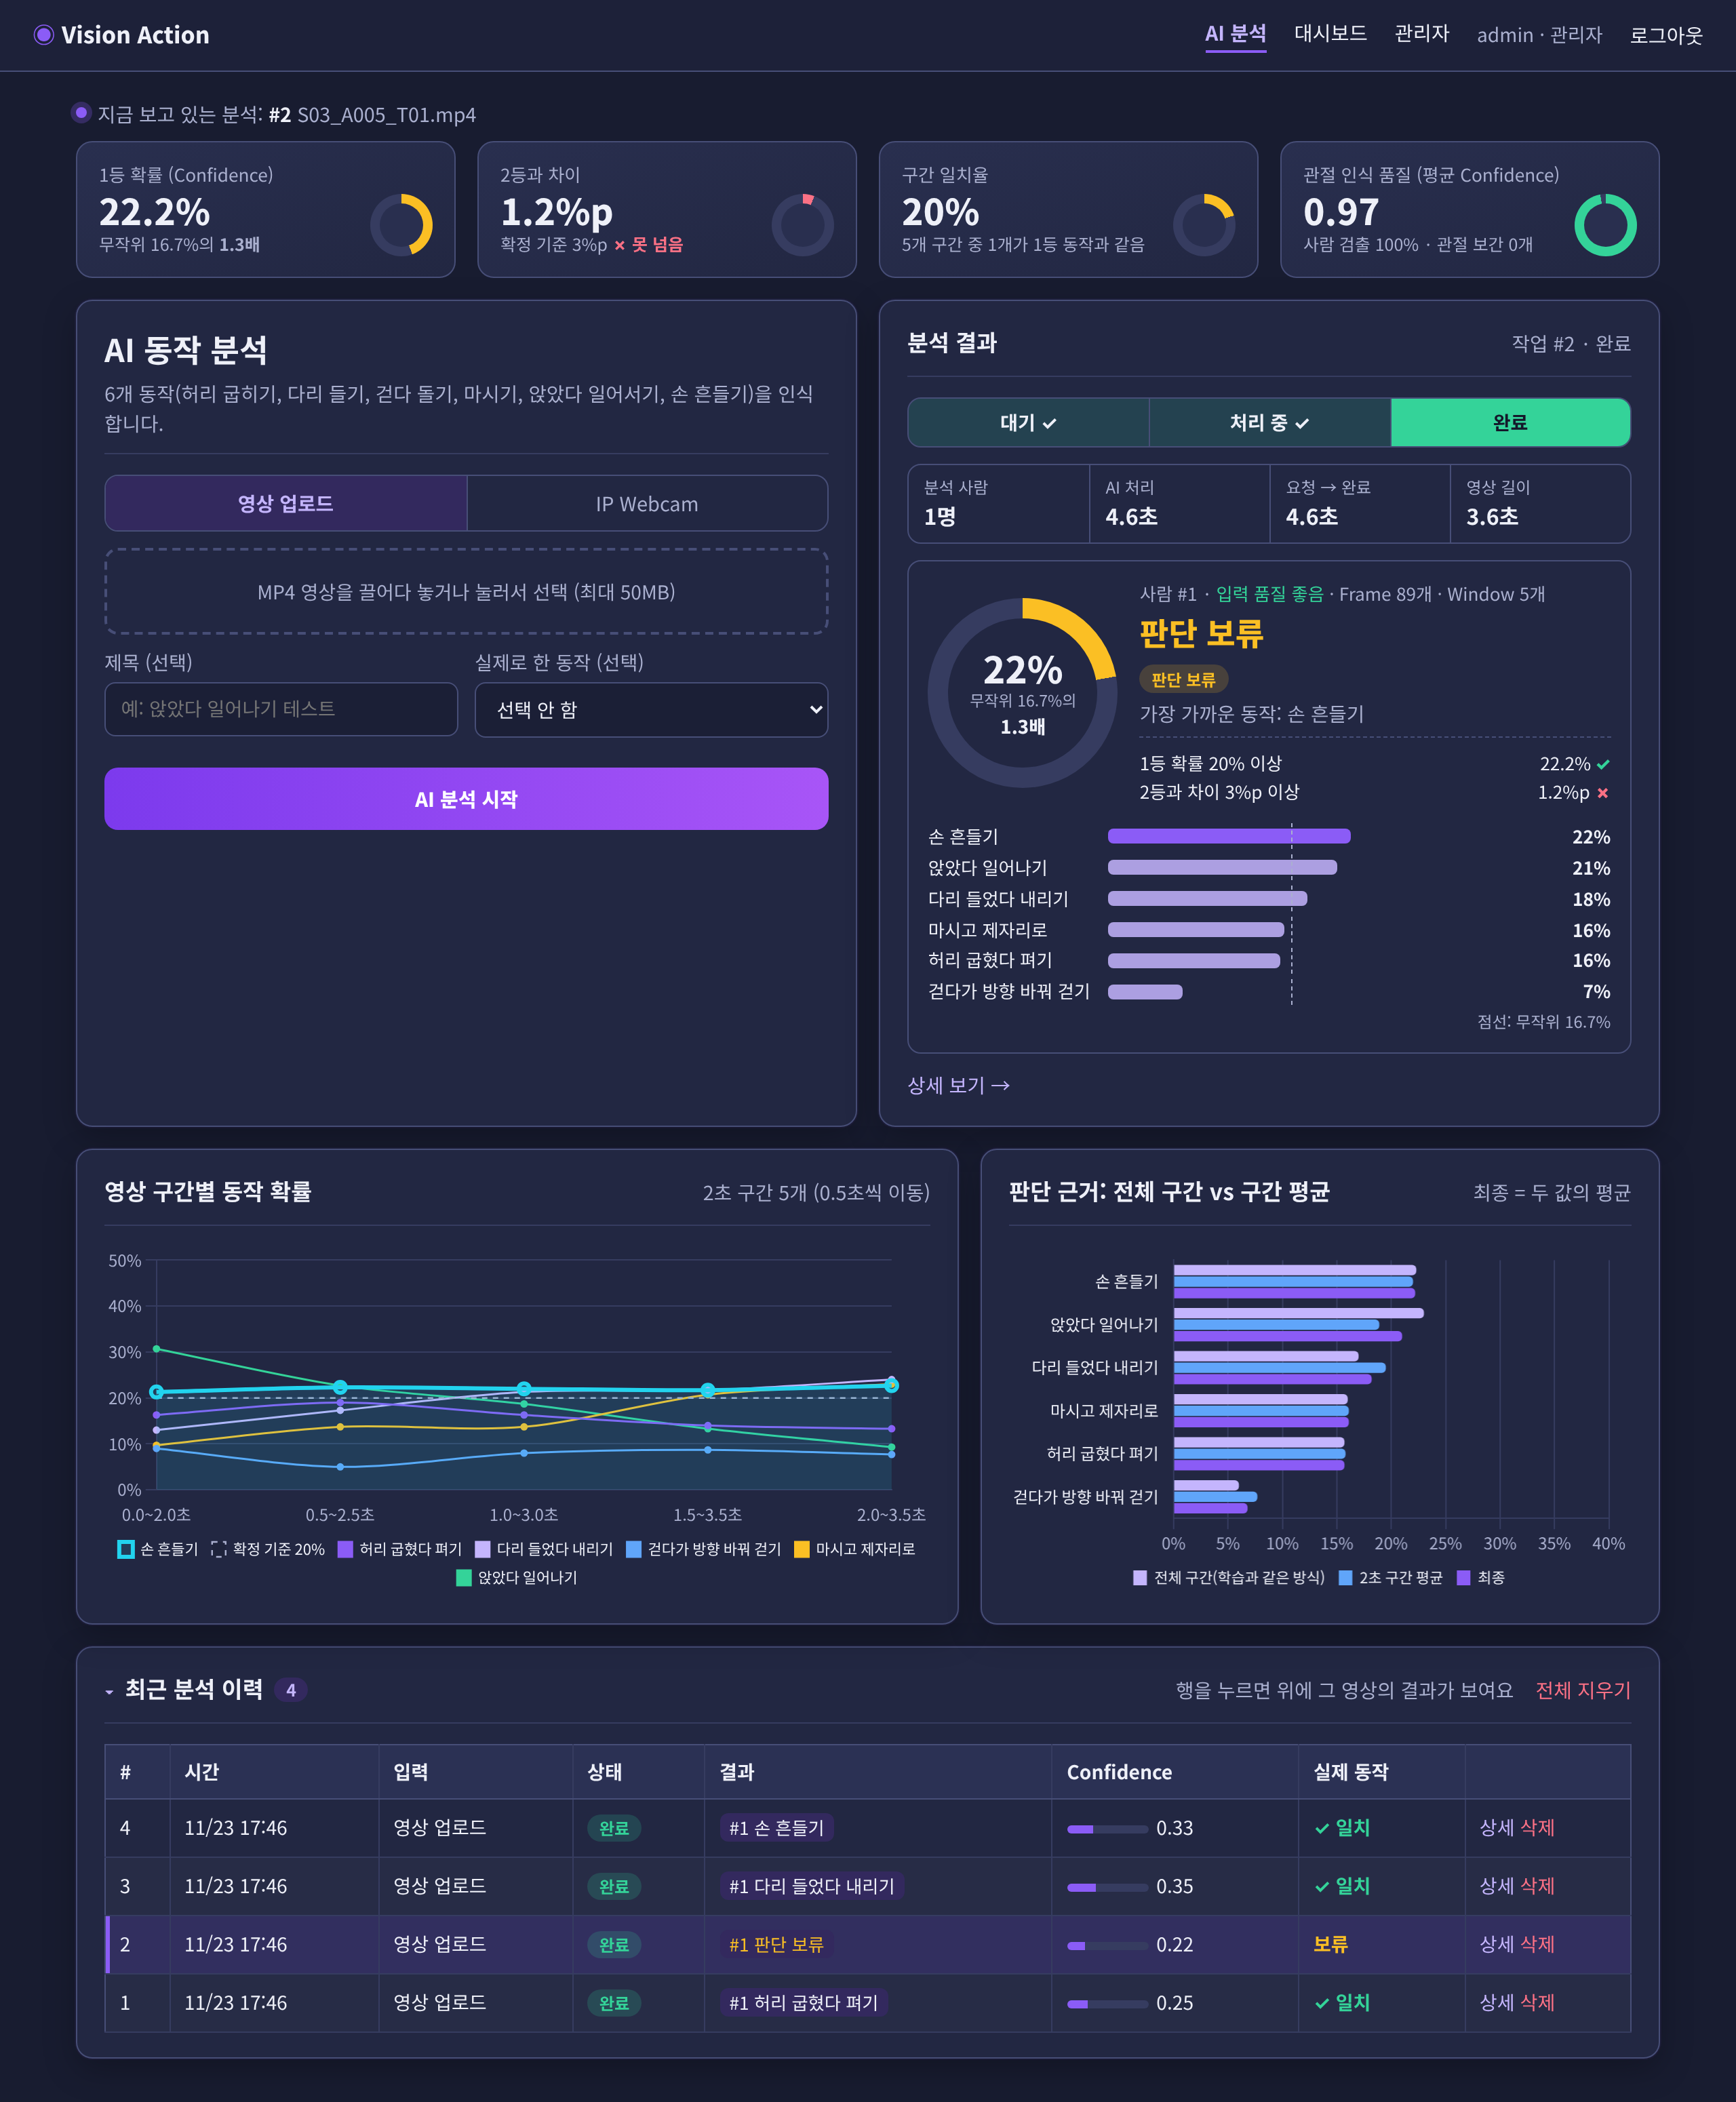 Vision Action
AI 분석 대시보드 관리자 admin · 관리자 로그아웃
지금 보고 있는 분석: #2 S03_A005_T01.mp4
1등 확률 (Confidence)
22.2%
무작위 16.7%의 1.3배
2등과 차이
1.2%p
확정 기준 3%p × 못 넘음
구간 일치율
20%
5개 구간 중 1개가 1등 동작과 같음
관절 인식 품질 (평균 Confidence)
0.97
사람 검출 100% · 관절 보간 0개
AI 동작 분석
6개 동작(허리 굽히기, 다리 들기, 걷다 돌기, 마시기, 앉았다 일어서기, 손 흔들기)을 인식
합니다.
영상 업로드 IP Webcam
MP4 영상을 끌어다 놓거나 눌러서 선택 (최대 50MB)
제목 (선택) 실제로 한 동작 (선택)
예: 앉았다 일어나기 테스트 선택 안 함
AI 분석 시작
분석 결과 작업 #2 · 완료
대기 ✓ 처리 중 ✓ 완료
분석 사람 AI 처리 요청 → 완료 영상 길이
1명 4.6초 4.6초 3.6초
22%
무작위 16.7%의
1.3배
사람 #1 · 입력 품질 좋음 · Frame 89개 · Window 5개
판단 보류
판단 보류
가장 가까운 동작: 손 흔들기
1등 확률 20% 이상 22.2% ✓
2등과 차이 3%p 이상 1.2%p ×
손 흔들기 22%
앉았다 일어나기 21%
다리 들었다 내리기 18%
마시고 제자리로 16%
허리 굽혔다 펴기 16%
걷다가 방향 바꿔 걷기 7%
점선: 무작위 16.7%
상세 보기 →
영상 구간별 동작 확률 2초 구간 5개 (0.5초씩 이동)
50%
40%
30%
20%
10%
0%
0.0~2.0초 0.5~2.5초 1.0~3.0초 1.5~3.5초 2.0~3.5초
손 흔들기 확정 기준 20% 허리 굽혔다 펴기 다리 들었다 내리기 걷다가 방향 바꿔 걷기 마시고 제자리로
앉았다 일어나기
판단 근거: 전체 구간 vs 구간 평균 최종 = 두 값의 평균
손 흔들기
앉았다 일어나기
다리 들었다 내리기
마시고 제자리로
허리 굽혔다 펴기
걷다가 방향 바꿔 걷기
0% 5% 10% 15% 20% 25% 30% 35% 40%
전체 구간(학습과 같은 방식) 2초 구간 평균 최종
최근 분석 이력 4 행을 누르면 위에 그 영상의 결과가 보여요 전체 지우기
# 시간 입력 상태 결과 Confidence 실제 동작
4 11/23 17:46 영상 업로드 완료 #1 손 흔들기 0.33 ✓ 일치 상세 삭제
3 11/23 17:46 영상 업로드 완료 #1 다리 들었다 내리기 0.35 ✓ 일치 상세 삭제
2 11/23 17:46 영상 업로드 완료 #1 판단 보류 0.22 보류 상세 삭제
1 11/23 17:46 영상 업로드 완료 #1 허리 굽혔다 펴기 0.25 ✓ 일치 상세 삭제